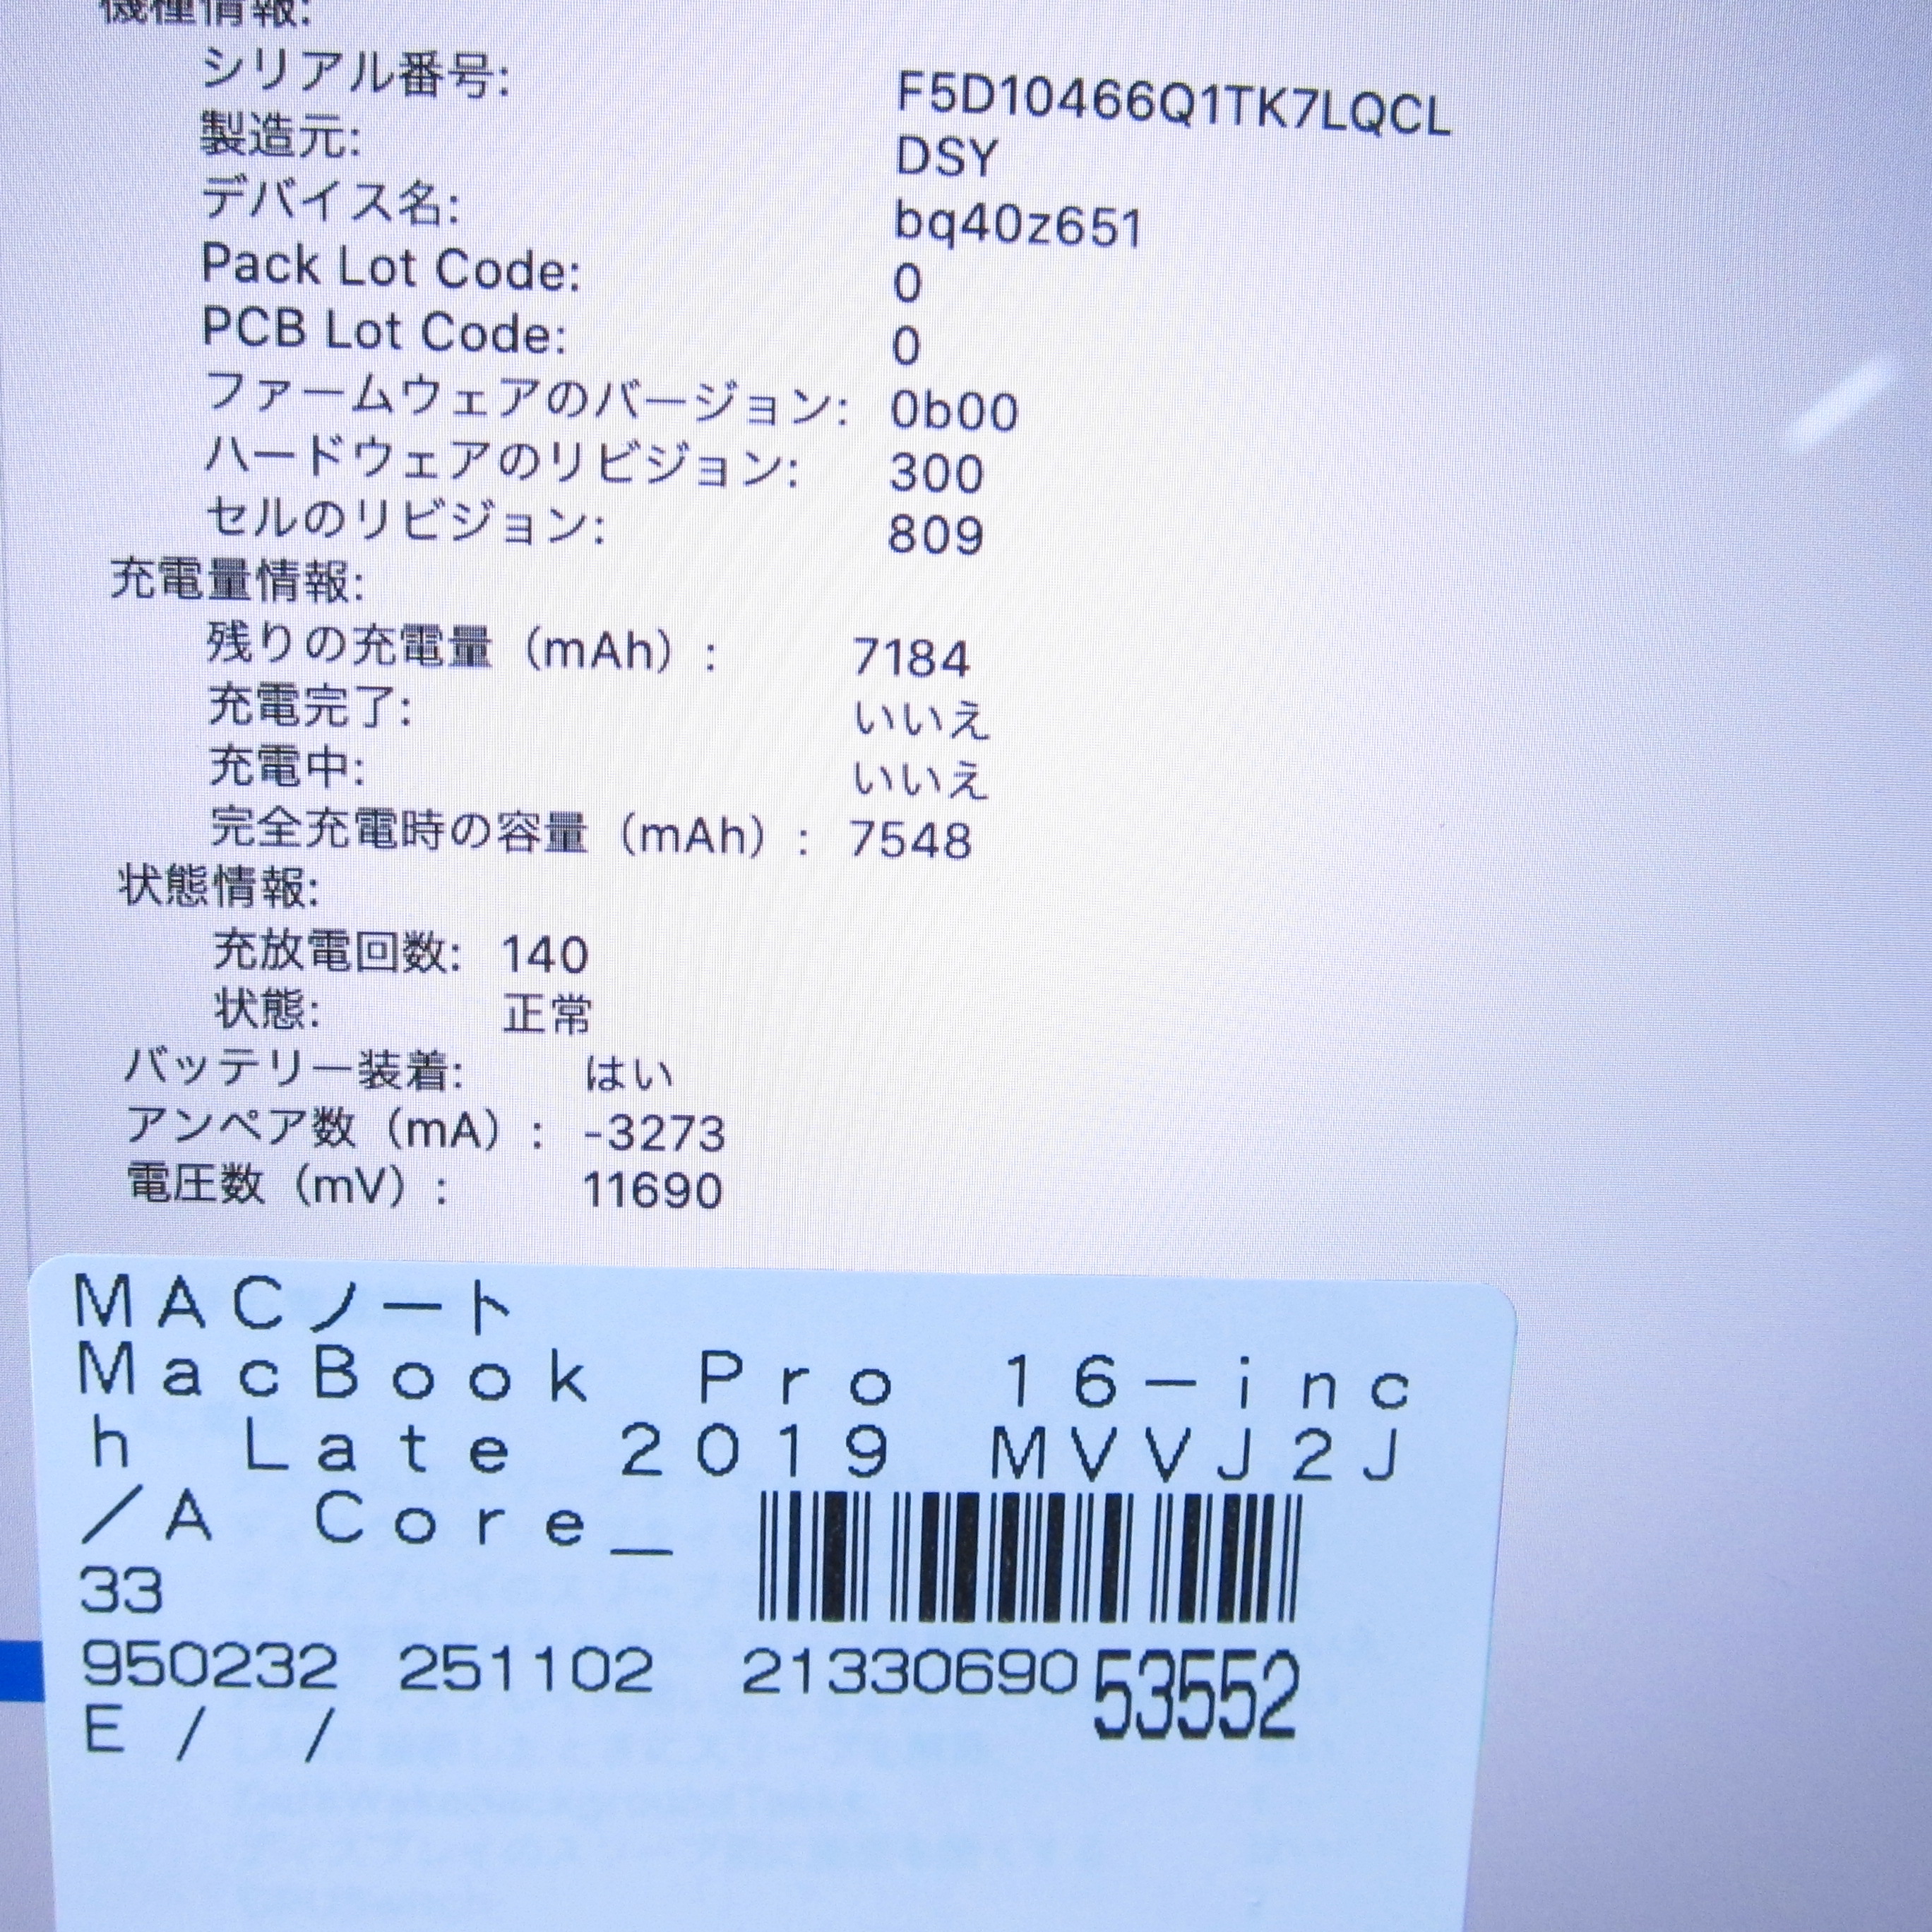 機種情報:
シリアル番号: F5D10466Q1TK7LQCL
製造元: DSY
デバイス名: bq40z651
Pack Lot Code: 0
PCB Lot Code: 0
ファームウェアのバージョン: 0b00
ハードウェアのリビジョン: 300
セルのリビジョン: 809
充電量情報:
残りの充電量（mAh）: 7184
充電完了: いいえ
充電中: いいえ
完全充電時の容量（mAh）: 7548
状態情報:
充放電回数: 140
状態: 正常
バッテリー装着: はい
アンペア数（mA）: -3273
電圧数（mV）: 11690
MACノート
MacBook Pro 16-inc
h Late 2019 MVVJ2J
/A Core_
33
950232 251102 21330690 53552
E / /